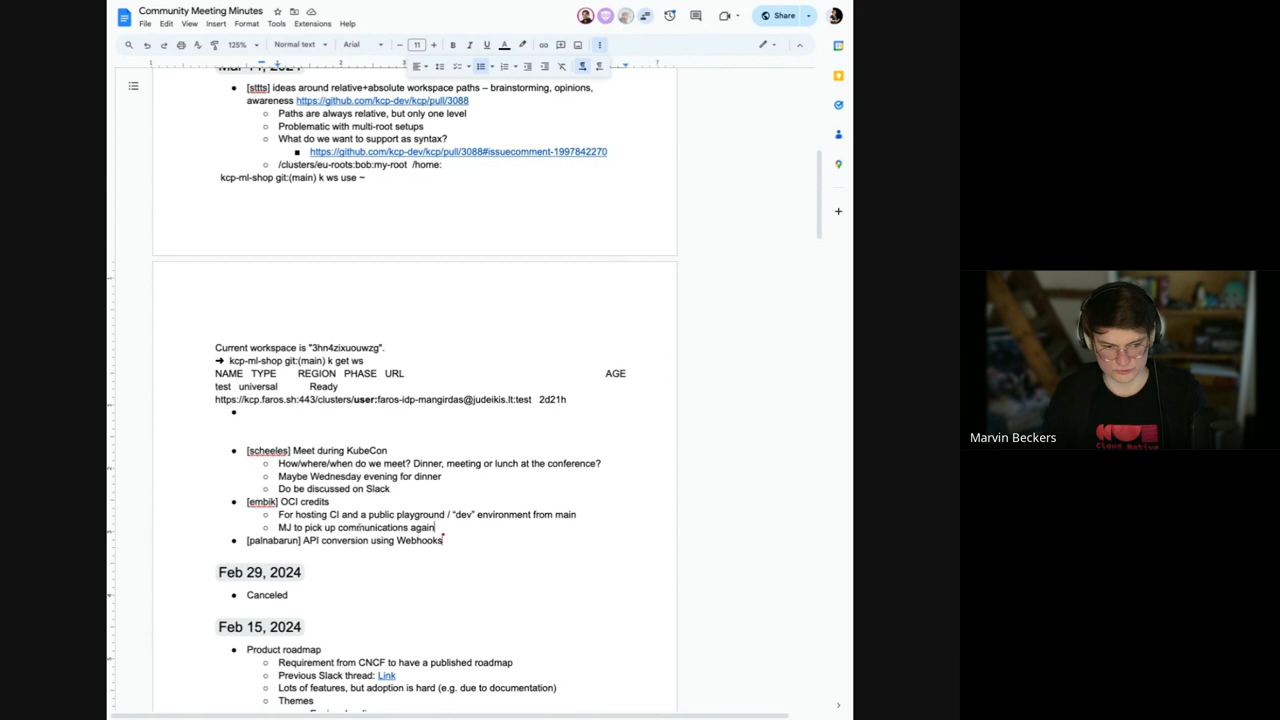 Community Meeting Minutes
File Edit View Insert Format Tools Extensions Help
Share
125% Normal text Arial 11
[sttts] ideas around relative+absolute workspace paths – brainstorming, opinions,
awareness https://github.com/kcp-dev/kcp/pull/3088
Paths are always relative, but only one level
Problematic with multi-root setups
What do we want to support as syntax?
https://github.com/kcp-dev/kcp/pull/3088#issuecomment-1997842270
/clusters/eu-roots:bob:my-root /home:
kcp-ml-shop git:(main) k ws use ~
Current workspace is "3hn4zixuouwzg".
➜ kcp-ml-shop git:(main) k get ws
NAME TYPE REGION PHASE URL AGE
test universal Ready
https://kcp.faros.sh:443/clusters/user:faros-idp-mangirdas@judeikis.lt:test 2d21h
[scheeles] Meet during KubeCon
How/where/when do we meet? Dinner, meeting or lunch at the conference?
Maybe Wednesday evening for dinner
Do be discussed on Slack
[embik] OCI credits
For hosting CI and a public playground / “dev” environment from main
MJ to pick up communications again
[palnabarun] API conversion using Webhooks
Feb 29, 2024
Canceled
Feb 15, 2024
Product roadmap
Requirement from CNCF to have a published roadmap
Previous Slack thread: Link
Lots of features, but adoption is hard (e.g. due to documentation)
Themes
Marvin Beckers
Cloud Native